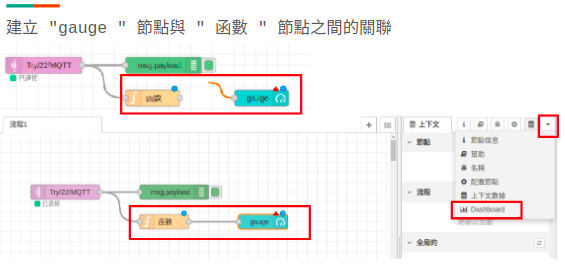 建立 "gauge " 節點與 " 函數 " 節點之間的關聯
Try/22/MQTT
msg.payload
已連接
函數
gauge
流程1
上下文
節點信息
幫助
名稱
配置節點
上下文數據
Dashboard
節點
流程
全局的
Try/22/MQTT
msg.payload
已連接
函數
gauge